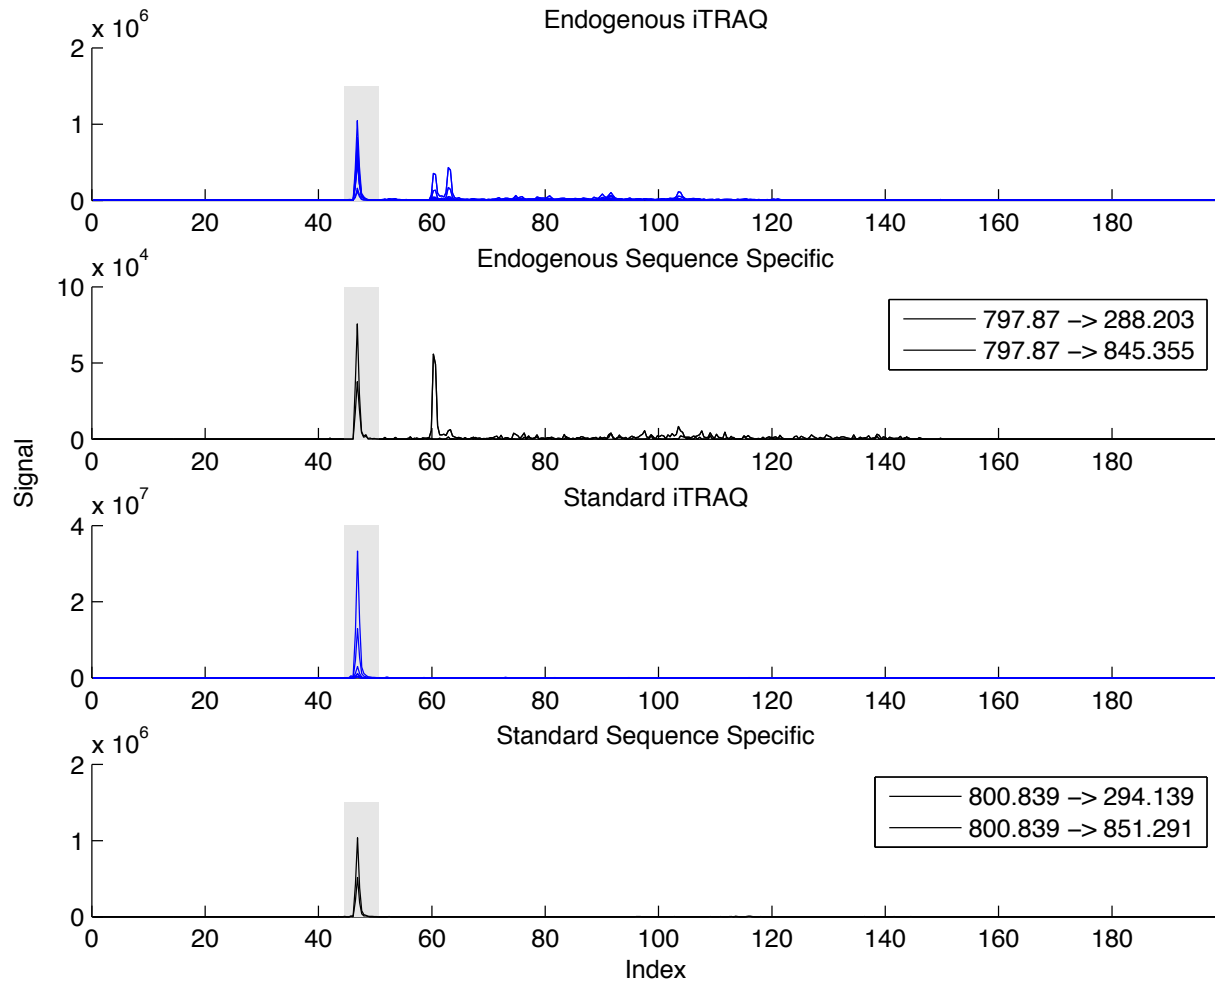 Endogenous iTRAQ
x 10^6
2
1
0
0 20 40 60 80 100 120 140 160 180
Endogenous Sequence Specific
x 10^4
10
5
0
797.87 −> 288.203
797.87 −> 845.355
0 20 40 60 80 100 120 140 160 180
Signal
Standard iTRAQ
x 10^7
4
2
0
0 20 40 60 80 100 120 140 160 180
Standard Sequence Specific
x 10^6
2
1
0
800.839 −> 294.139
800.839 −> 851.291
0 20 40 60 80 100 120 140 160 180
Index